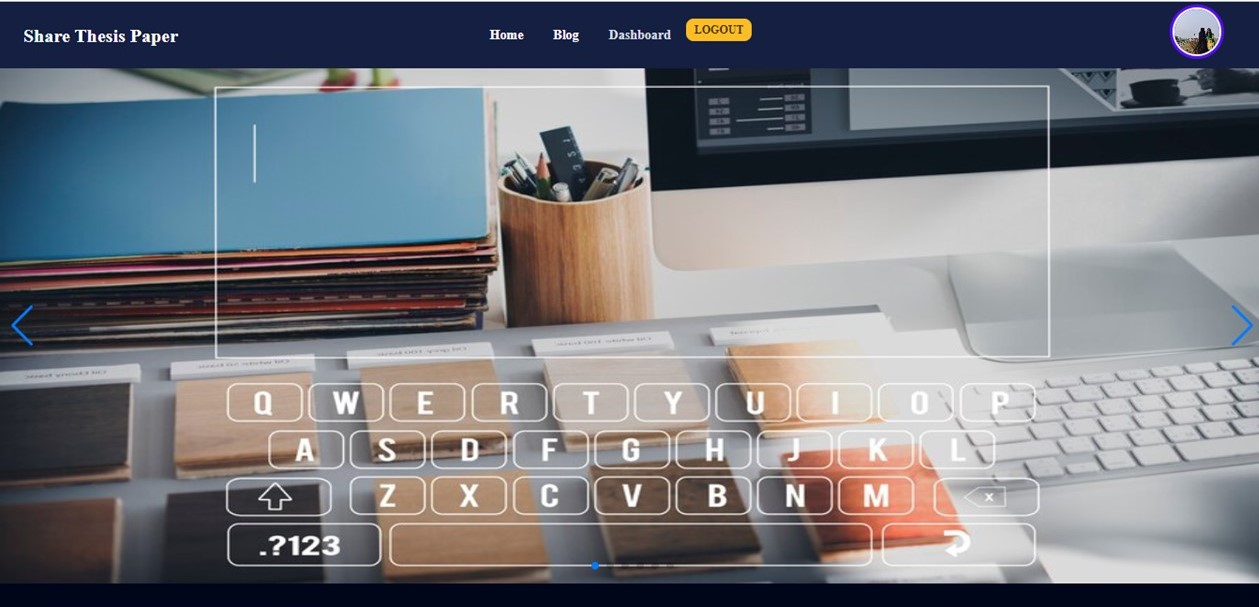 Share Thesis Paper
Home Blog Dashboard LOGOUT
Q W E R T Y U I O P
A S D F G H J K L
Z X C V B N M x
.?123